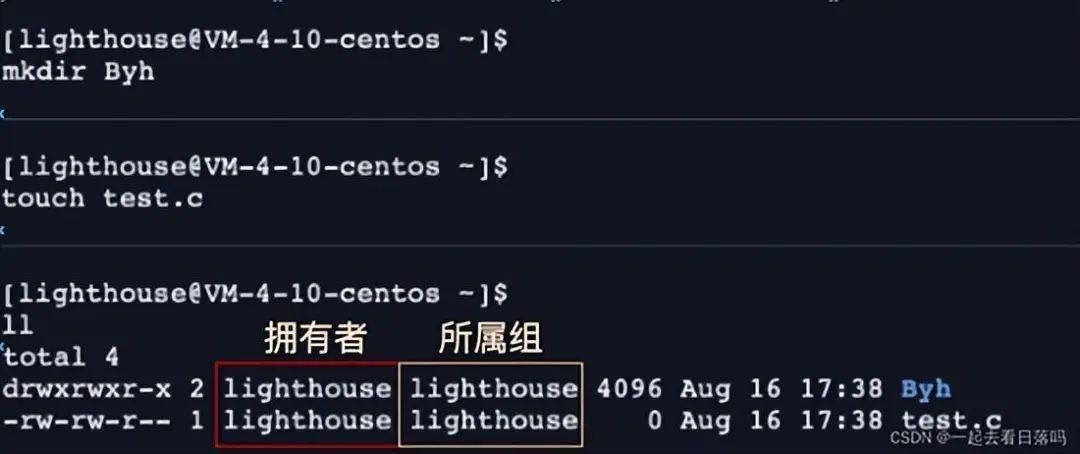 [lighthouse@VM-4-10-centos ~]$
mkdir Byh
[lighthouse@VM-4-10-centos ~]$
touch test.c
[lighthouse@VM-4-10-centos ~]$
ll
拥有者 所属组
total 4
drwxrwxr-x 2 lighthouse lighthouse 4096 Aug 16 17:38 Byh
-rw-rw-r-- 1 lighthouse lighthouse 0 Aug 16 17:38 test.c
CSDN @一起去看日落吗